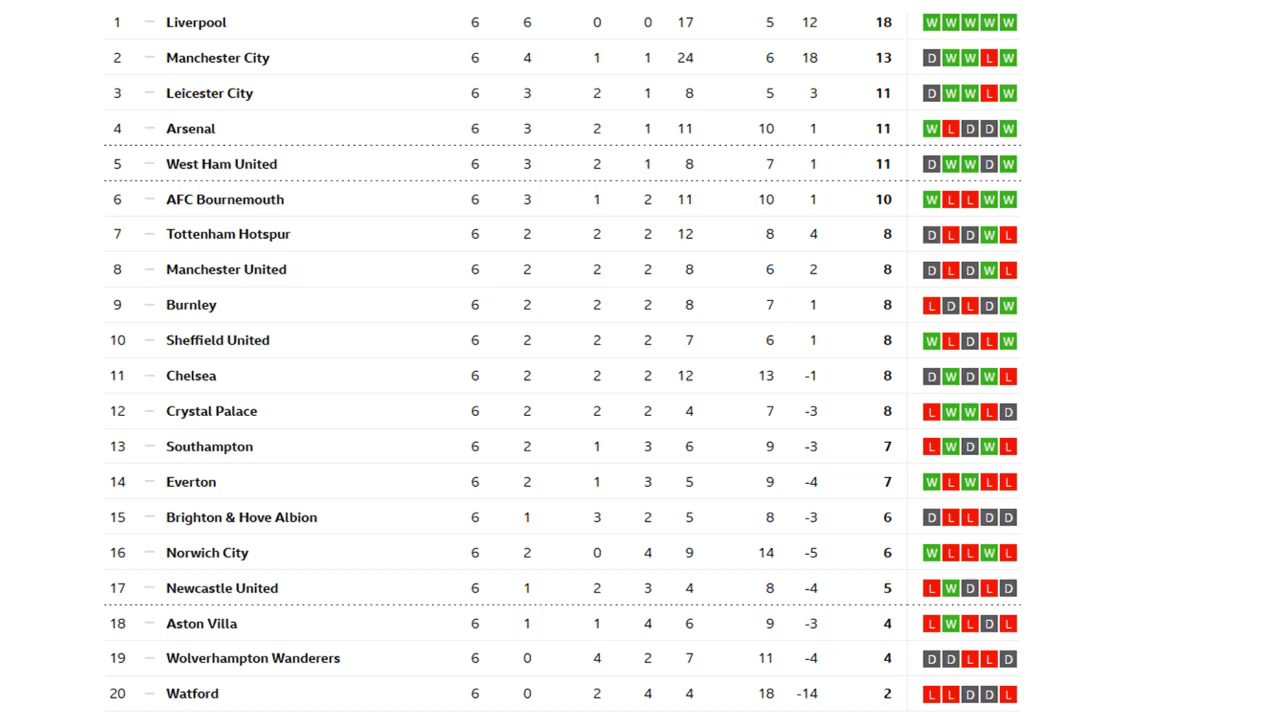 1 Liverpool 6 6 0 0 17 5 12 18 W W W W W
2 Manchester City 6 4 1 1 24 6 18 13 D W W L W
3 Leicester City 6 3 2 1 8 5 3 11 D W W L W
4 Arsenal 6 3 2 1 11 10 1 11 W L D D W
5 West Ham United 6 3 2 1 8 7 1 11 D W W D W
6 AFC Bournemouth 6 3 1 2 11 10 1 10 W L L W W
7 Tottenham Hotspur 6 2 2 2 12 8 4 8 D L D W L
8 Manchester United 6 2 2 2 8 6 2 8 D L D W L
9 Burnley 6 2 2 2 8 7 1 8 L D L D W
10 Sheffield United 6 2 2 2 7 6 1 8 W L D L W
11 Chelsea 6 2 2 2 12 13 -1 8 D W D W L
12 Crystal Palace 6 2 2 2 4 7 -3 8 L W W L D
13 Southampton 6 2 1 3 6 9 -3 7 L W D W L
14 Everton 6 2 1 3 5 9 -4 7 W L W L L
15 Brighton & Hove Albion 6 1 3 2 5 8 -3 6 D L L D D
16 Norwich City 6 2 0 4 9 14 -5 6 W L L W L
17 Newcastle United 6 1 2 3 4 8 -4 5 L W D L D
18 Aston Villa 6 1 1 4 6 9 -3 4 L W L D L
19 Wolverhampton Wanderers 6 0 4 2 7 11 -4 4 D D L L D
20 Watford 6 0 2 4 4 18 -14 2 L L D D L